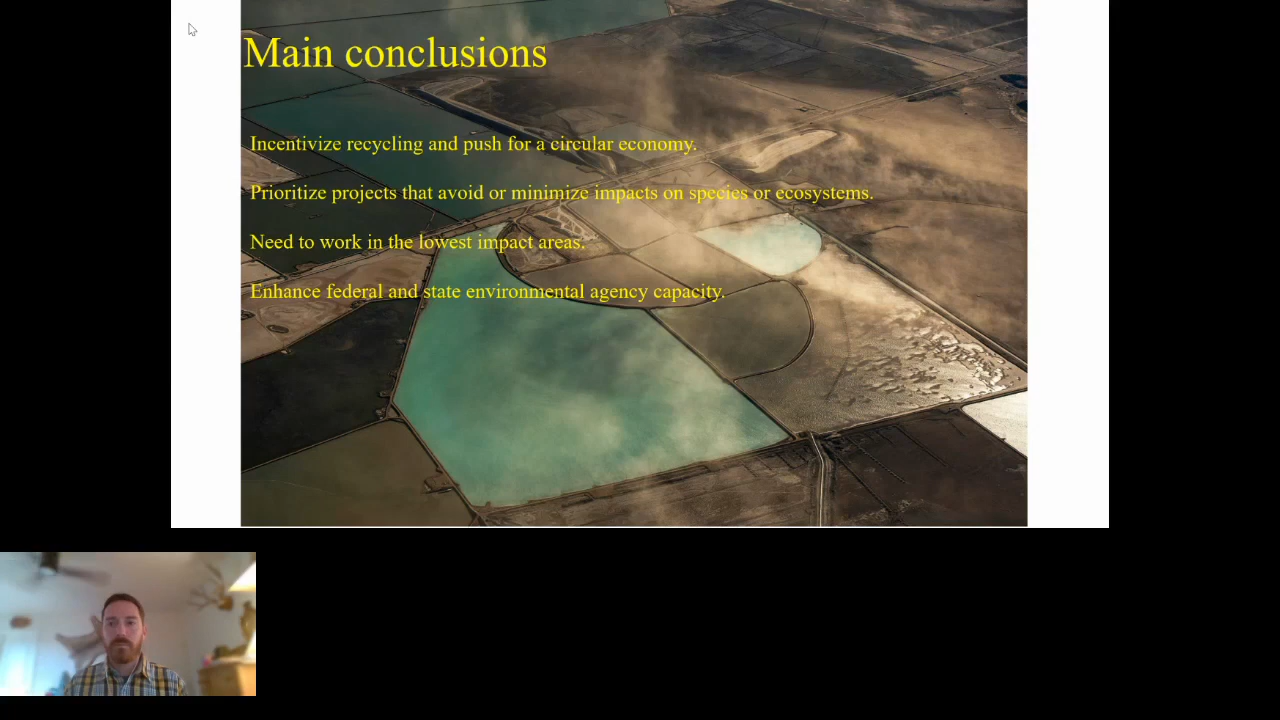 Main conclusions
Incentivize recycling and push for a circular economy.
Prioritize projects that avoid or minimize impacts on species or ecosystems.
Need to work in the lowest impact areas.
Enhance federal and state environmental agency capacity.